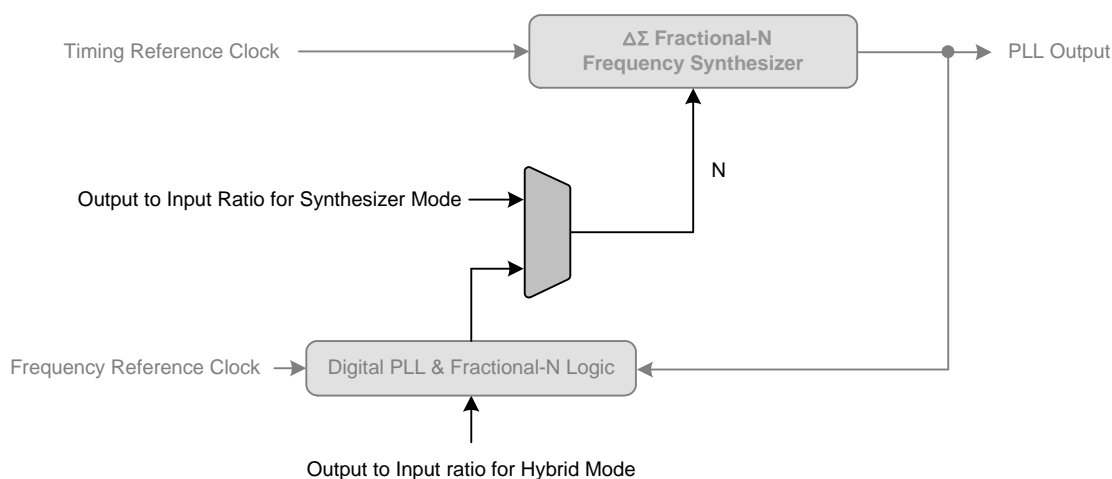 Timing Reference Clock
ΔΣ Fractional-N
Frequency Synthesizer
PLL Output
N
Output to Input Ratio for Synthesizer Mode
Frequency Reference Clock
Digital PLL & Fractional-N Logic
Output to Input ratio for Hybrid Mode